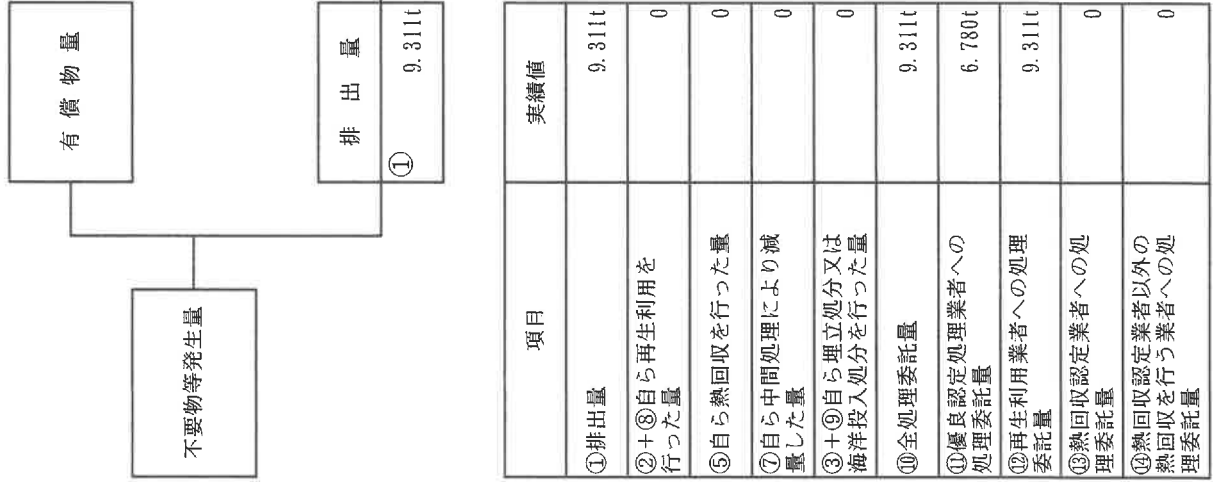 有償物量
不要物等発生量
排出量
① 9.311t
項目 実績値
①排出量 9.311t
②+⑧自ら再生利用を
行った量 0
⑤自ら熱回収を行った量 0
⑦自ら中間処理により減
量した量 0
③+⑨自ら埋立処分又は
海洋投入処分を行った量 0
⑩全処理委託量 9.311t
⑪優良認定処理業者への
処理委託量 6.780t
⑫再生利用業者への処理
委託量 9.311t
⑬熱回収認定業者への処
理委託量 0
⑭熱回収認定業者以外の
熱回収を行う業者への処
理委託量 0